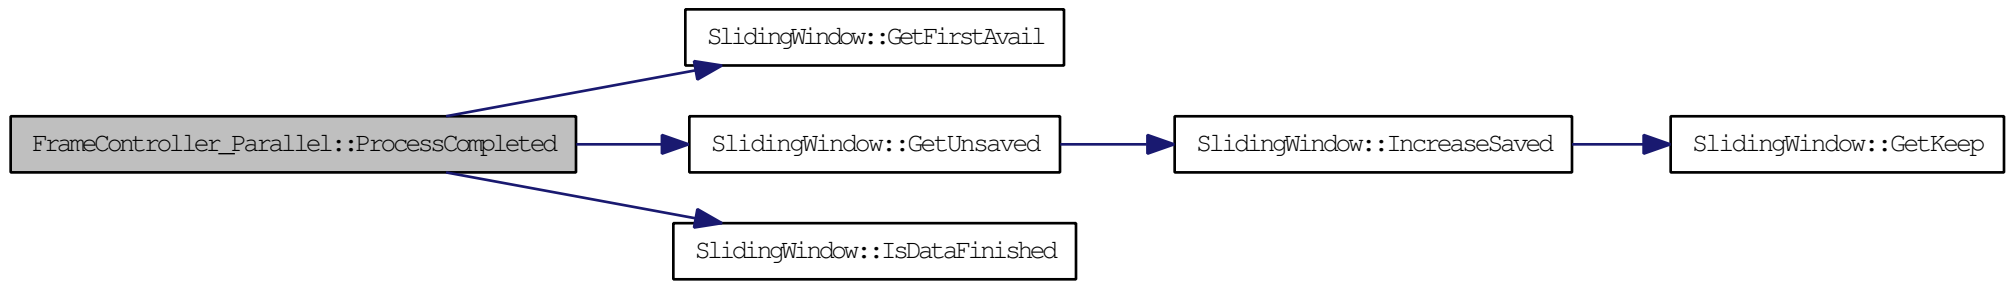 SlidingWindow::GetFirstAvail
FrameController_Parallel::ProcessCompleted
SlidingWindow::GetUnsaved
SlidingWindow::IncreaseSaved
SlidingWindow::GetKeep
SlidingWindow::IsDataFinished